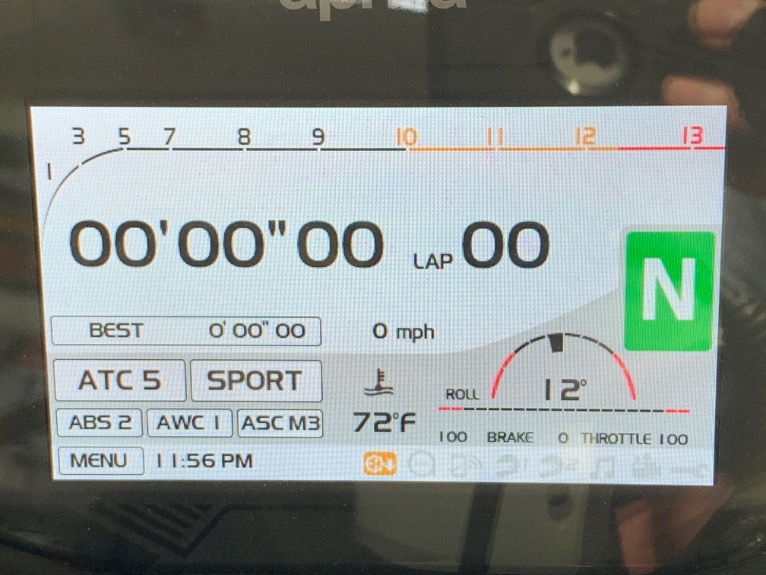 aprilia
1 3 5 7 8 9 10 11 12 13
00'00"00 LAP 00
N
BEST 0'00"00 0 mph
ATC 5 SPORT
ROLL 12°
ABS 2 AWC 1 ASC M3 72°F
100 BRAKE 0 THROTTLE 100
MENU 11:56 PM